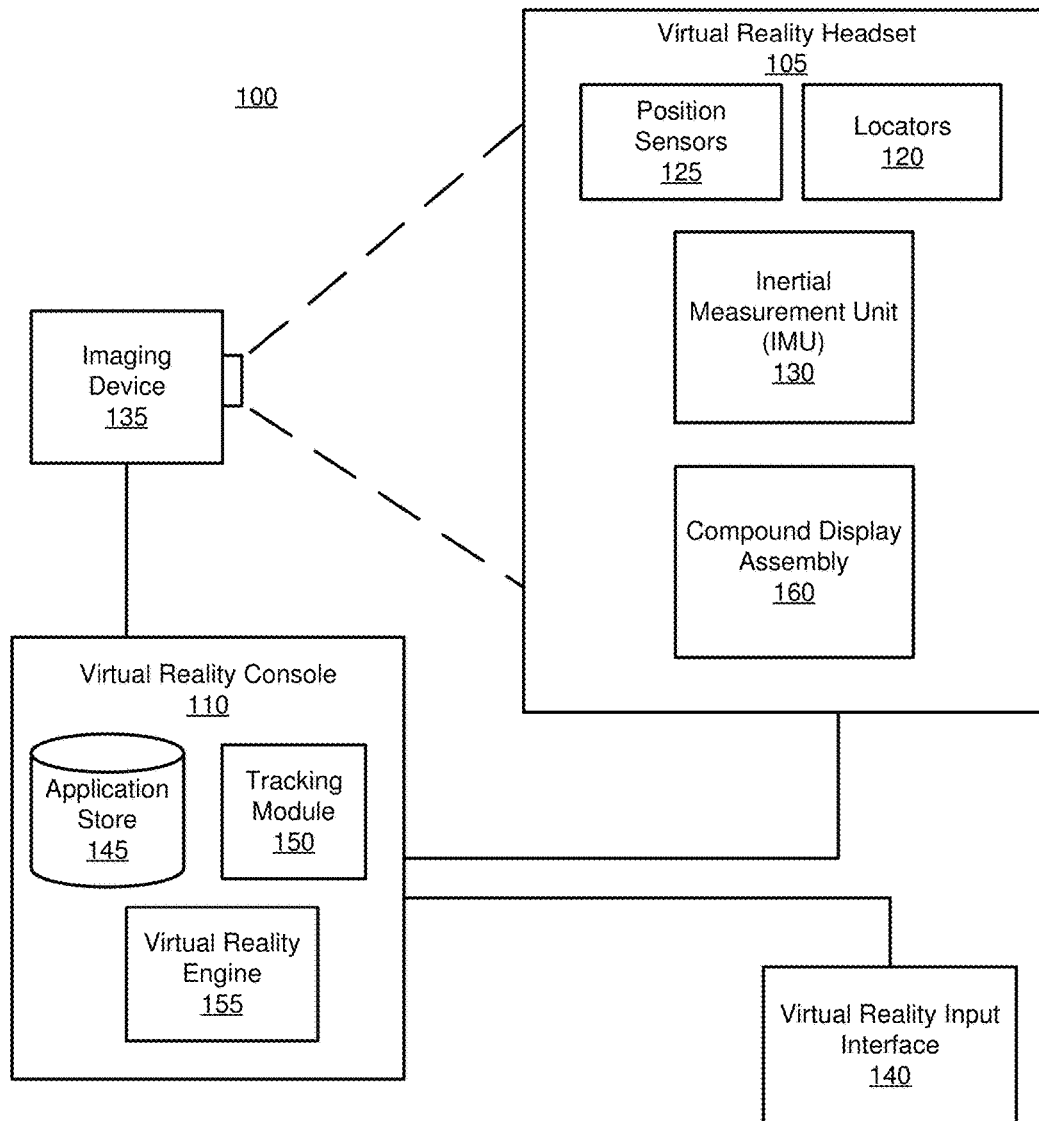 Virtual Reality Headset
105
100
Position
Sensors
125
Locators
120
Inertial
Measurement Unit
(IMU)
130
Imaging
Device
135
Compound Display
Assembly
160
Virtual Reality Console
110
Application
Store
145
Tracking
Module
150
Virtual Reality
Engine
155
Virtual Reality Input
Interface
140